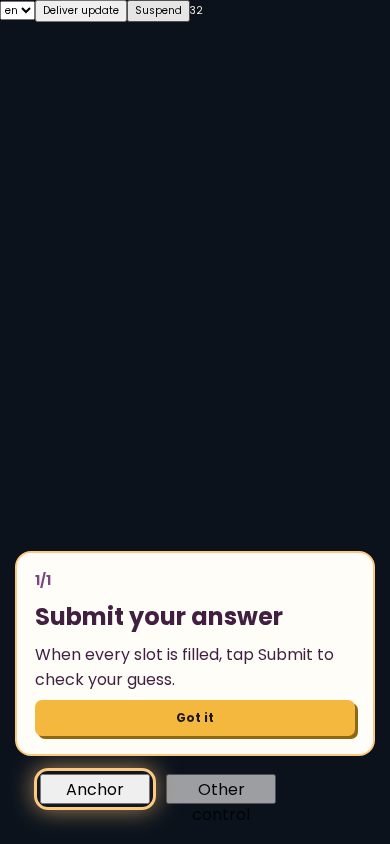 en Deliver update Suspend 32
1/1
Submit your answer
When every slot is filled, tap Submit to
check your guess.
Got it
Anchor Other
control